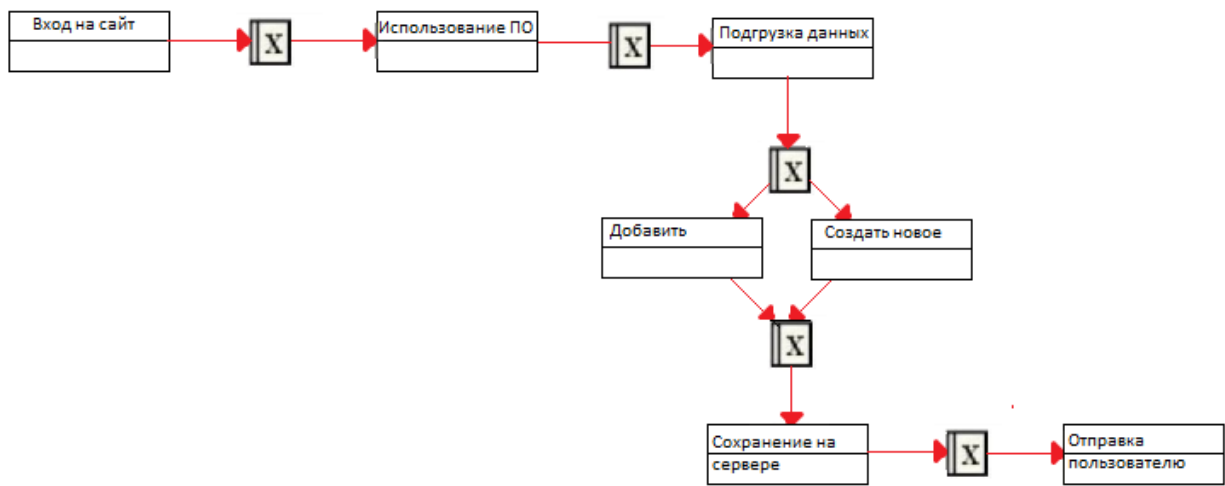 Вход на сайт
X
Использование ПО
X
Подгрузка данных
X
Добавить
Создать новое
X
Сохранение на
сервере
X
Отправка
пользователю